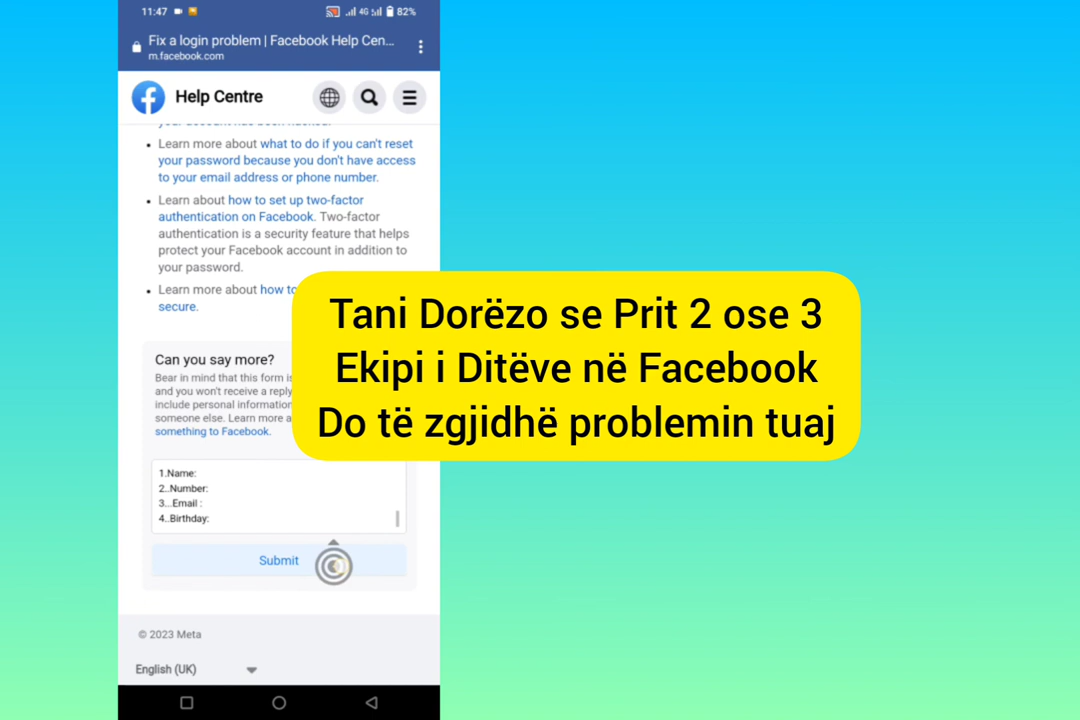 11:47
4G 82%
Fix a login problem | Facebook Help Cen...
m.facebook.com
Help Centre
Learn more about what to do if you can't reset
your password because you don't have access
to your email address or phone number.
Learn about how to set up two-factor
authentication on Facebook. Two-factor
authentication is a security feature that helps
protect your Facebook account in addition to
your password.
Learn more about how to
secure.
Tani Dorëzo se Prit 2 ose 3
Ekipi i Ditëve në Facebook
Do të zgjidhë problemin tuaj
Can you say more?
Bear in mind that this form is
and you won't receive a reply
include personal information
someone else. Learn more a
something to Facebook.
1.Name:
2..Number:
3...Email :
4..Birthday:
Submit
© 2023 Meta
English (UK)